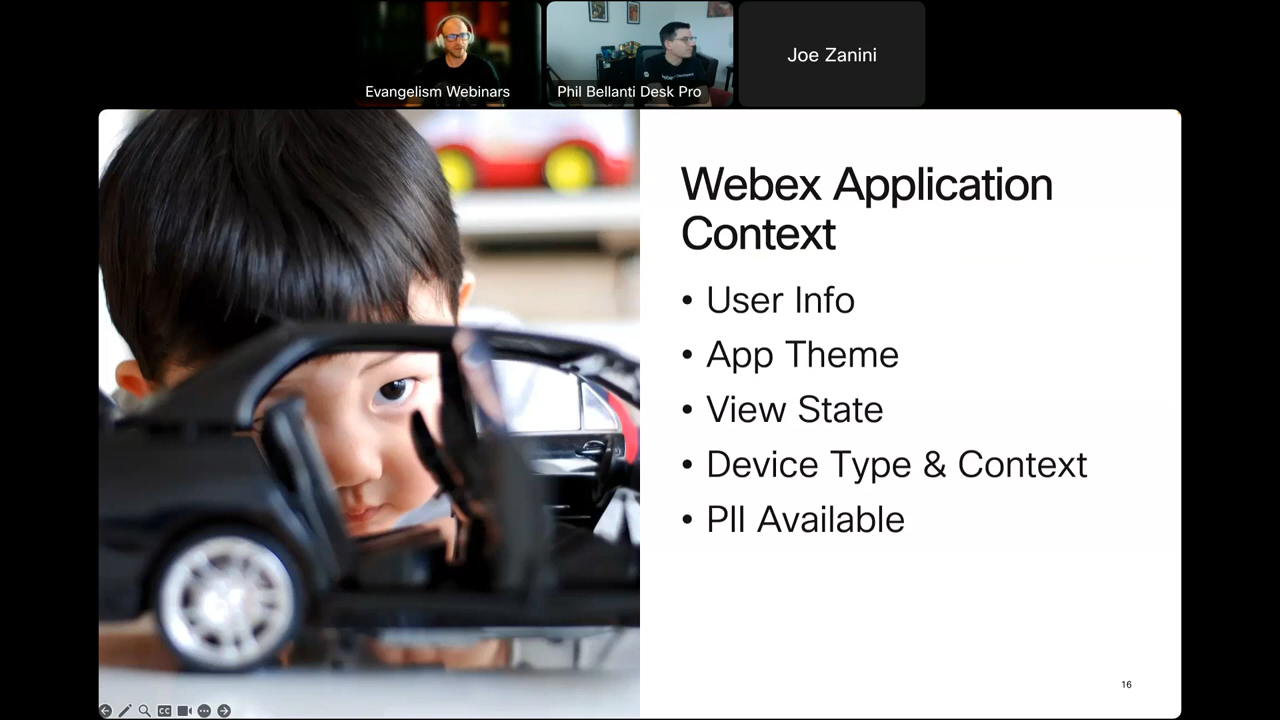 Evangelism Webinars
Phil Bellanti Desk Pro
Joe Zanini
Webex Application
Context
• User Info
• App Theme
• View State
• Device Type & Context
• PII Available
16
CC